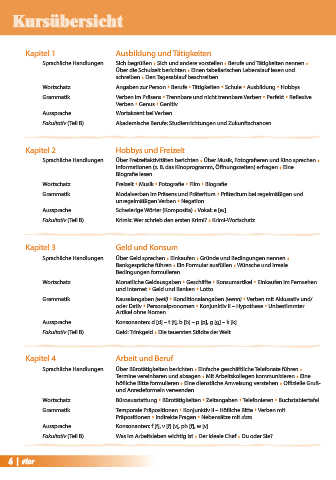 Kursübersicht
Kapitel 1 Ausbildung und Tätigkeiten
Sprachliche Handlungen Sich begrüßen • Sich und andere vorstellen • Berufe und Tätigkeiten nennen •
Über die Schulzeit berichten • Einen tabellarischen Lebenslauf lesen und
schreiben • Den Tagesablauf beschreiben
Wortschatz Angaben zur Person • Berufe • Tätigkeiten • Schule • Ausbildung • Hobbys
Grammatik Verben im Präsens • Trennbare und nicht trennbare Verben • Perfekt • Reflexive
Verben • Genus • Genitiv
Aussprache Wortakzent bei Verben
Fakultativ (Teil B) Akademische Berufe: Studienrichtungen und Zukunftschancen
Kapitel 2 Hobbys und Freizeit
Sprachliche Handlungen Über Freizeitaktivitäten berichten • Über Musik, Fotografieren und Kino sprechen •
Informationen (z. B. das Kinoprogramm, Öffnungszeiten) erfragen • Eine
Biografie lesen
Wortschatz Freizeit • Musik • Fotografie • Film • Biografie
Grammatik Modalverben im Präsens und Präteritum • Präteritum bei regelmäßigen und
unregelmäßigen Verben • Negation
Aussprache Schwierige Wörter (Komposita) • Vokal: e [eː]
Fakultativ (Teil B) Krimis: Wer schrieb den ersten Krimi? • Krimi-Wortschatz
Kapitel 3 Geld und Konsum
Sprachliche Handlungen Über Geld sprechen • Einkaufen • Gründe und Bedingungen nennen •
Bankgespräche führen • Ein Formular ausfüllen • Wünsche und irreale
Bedingungen formulieren
Wortschatz Monatliche Geldausgaben • Geschäfte • Konsumartikel • Einkaufen im Fernsehen
und Internet • Geld und Banken • Lotto
Grammatik Kausalangaben (weil) • Konditionalangaben (wenn) • Verben mit Akkusativ und/
oder Dativ • Personalpronomen • Konjunktiv II – Hypothese • Unbestimmter
Artikel ohne Nomen
Aussprache Konsonanten: d [d] – t [t], b [b] – p [p], g [g] – k [k]
Fakultativ (Teil B) Geld: Trinkgeld • Die teuersten Städte der Welt
Kapitel 4 Arbeit und Beruf
Sprachliche Handlungen Über Bürotätigkeiten berichten • Einfache geschäftliche Telefonate führen •
Termine vereinbaren und absagen • Mit Arbeitskollegen kommunizieren • Eine
höfliche Bitte formulieren • Eine dienstliche Anweisung verstehen • Offizielle Gruß-
und Anredeformeln verwenden
Wortschatz Büroausstattung • Bürotätigkeiten • Zeitangaben • Telefonieren • Buchstabiertafel
Grammatik Temporale Präpositionen • Konjunktiv II – Höfliche Bitte • Verben mit
Präpositionen • Indirekte Fragen • Nebensätze mit dass
Aussprache Konsonanten: f [f], v [f] [v], ph [f], w [v]
Fakultativ (Teil B) Was im Arbeitsleben wichtig ist • Der ideale Chef • Du oder Sie?
4 | vier